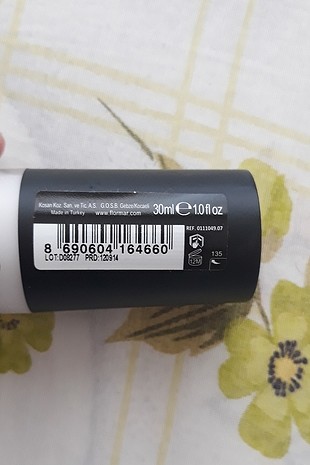 Kosan Koz. San. ve Tic. A.S. G.O.S.B. Gebze/Kocaeli
Made in Turkey www.flormar.com
30ml ℮ 1.0 fl oz
REF. 0111049.07
8 690604 164660
LOT:D08277 PRD:120914
12M
135